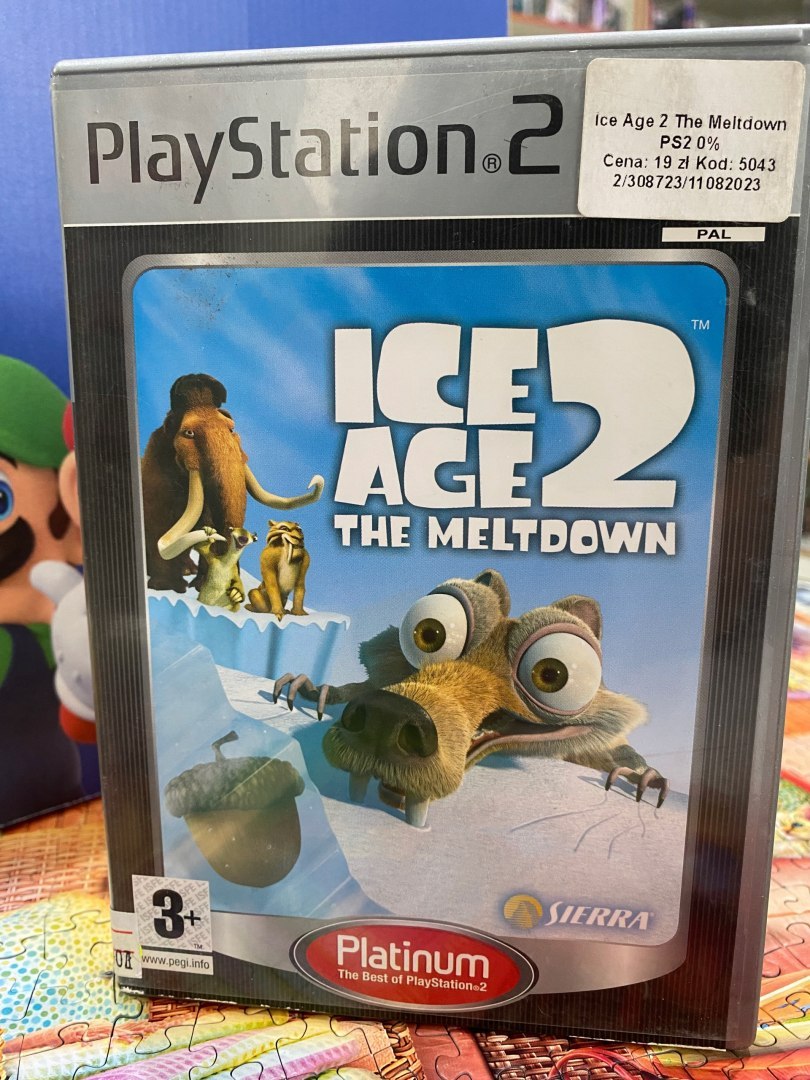 PlayStation®2
Ice Age 2 The Meltdown
PS2 0%
Cena: 19 zł Kod: 5043
2/308723/11082023
PAL
ICE
AGE 2
™
THE MELTDOWN
3+
™
www.pegi.info
SIERRA®
Platinum
The Best of PlayStation®2